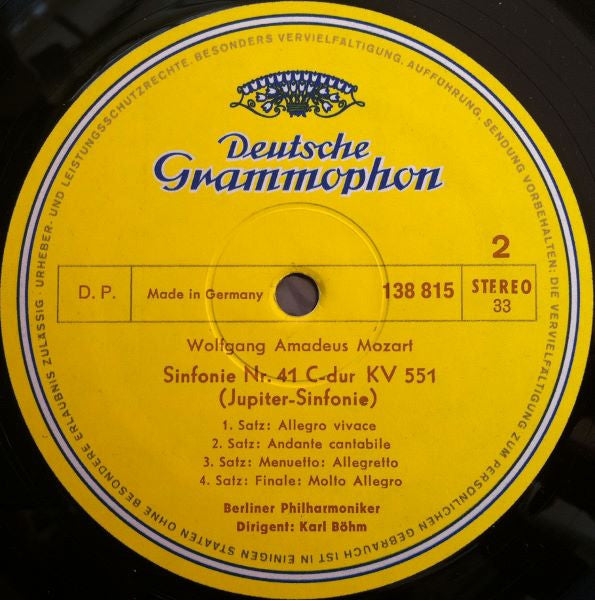 Deutsche
Grammophon
2
D. P.
Made in Germany
138 815
STEREO
33
Wolfgang Amadeus Mozart
Sinfonie Nr. 41 C-dur KV 551
(Jupiter-Sinfonie)
1. Satz: Allegro vivace
2. Satz: Andante cantabile
3. Satz: Menuetto: Allegretto
4. Satz: Finale: Molto Allegro
Berliner Philharmoniker
Dirigent: Karl Böhm
URHEBER- UND LEISTUNGSSCHUTZRECHTE, BESONDERS VERVIELFÄLTIGUNG, AUFFÜHRUNG, SENDUNG VORBEHALTEN; DIE VERVIELFÄLTIGUNG ZUM PERSÖNLICHEN GEBRAUCH IST IN EINIGEN STAATEN OHNE BESONDERE ERLAUBNIS ZULÄSSIG ·